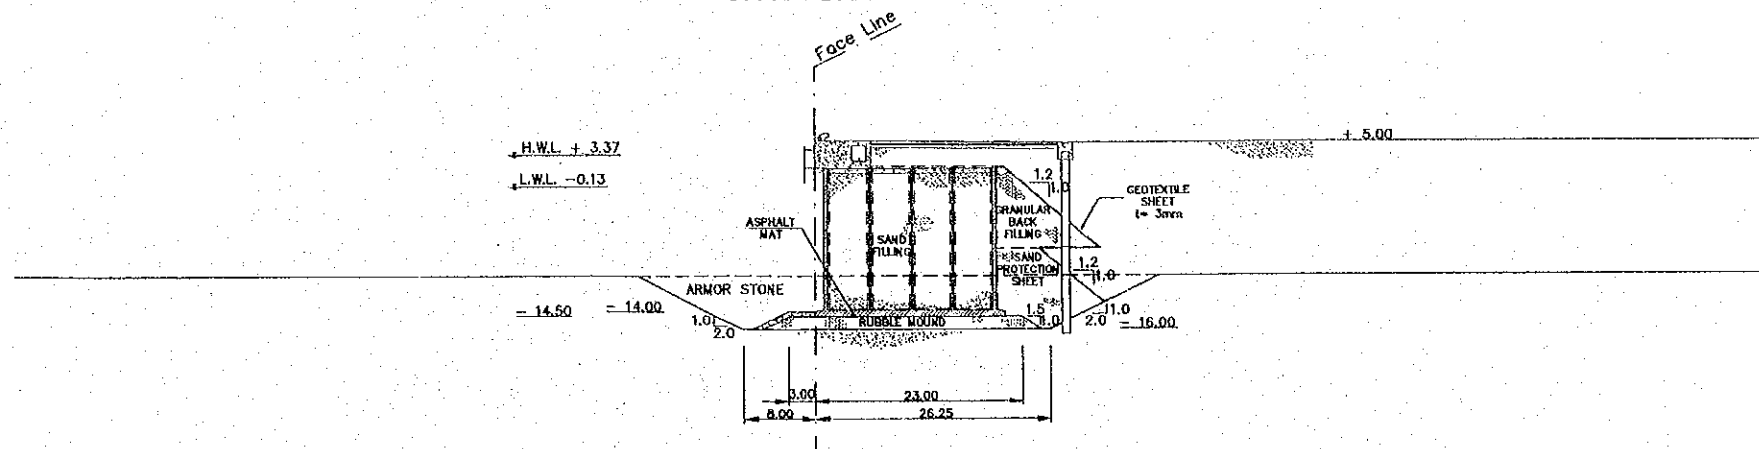 Face Line
+ 5.00
H.W.L. + 3.37
L.W.L. -0.13
1.2
1.0
GEOTEXTILE
SHEET
t= 3mm
GRANULAR
BACK
FILLING
ASPHALT
MAT
SAND
FILLING
SAND
PROTECTION
SHEET
1.2
1.0
ARMOR STONE
- 14.50
- 14.00
1.0
2.0
RUBBLE MOUND
1.5
1.0
1.0
2.0
- 16.00
3.00
23.00
8.00
26.25